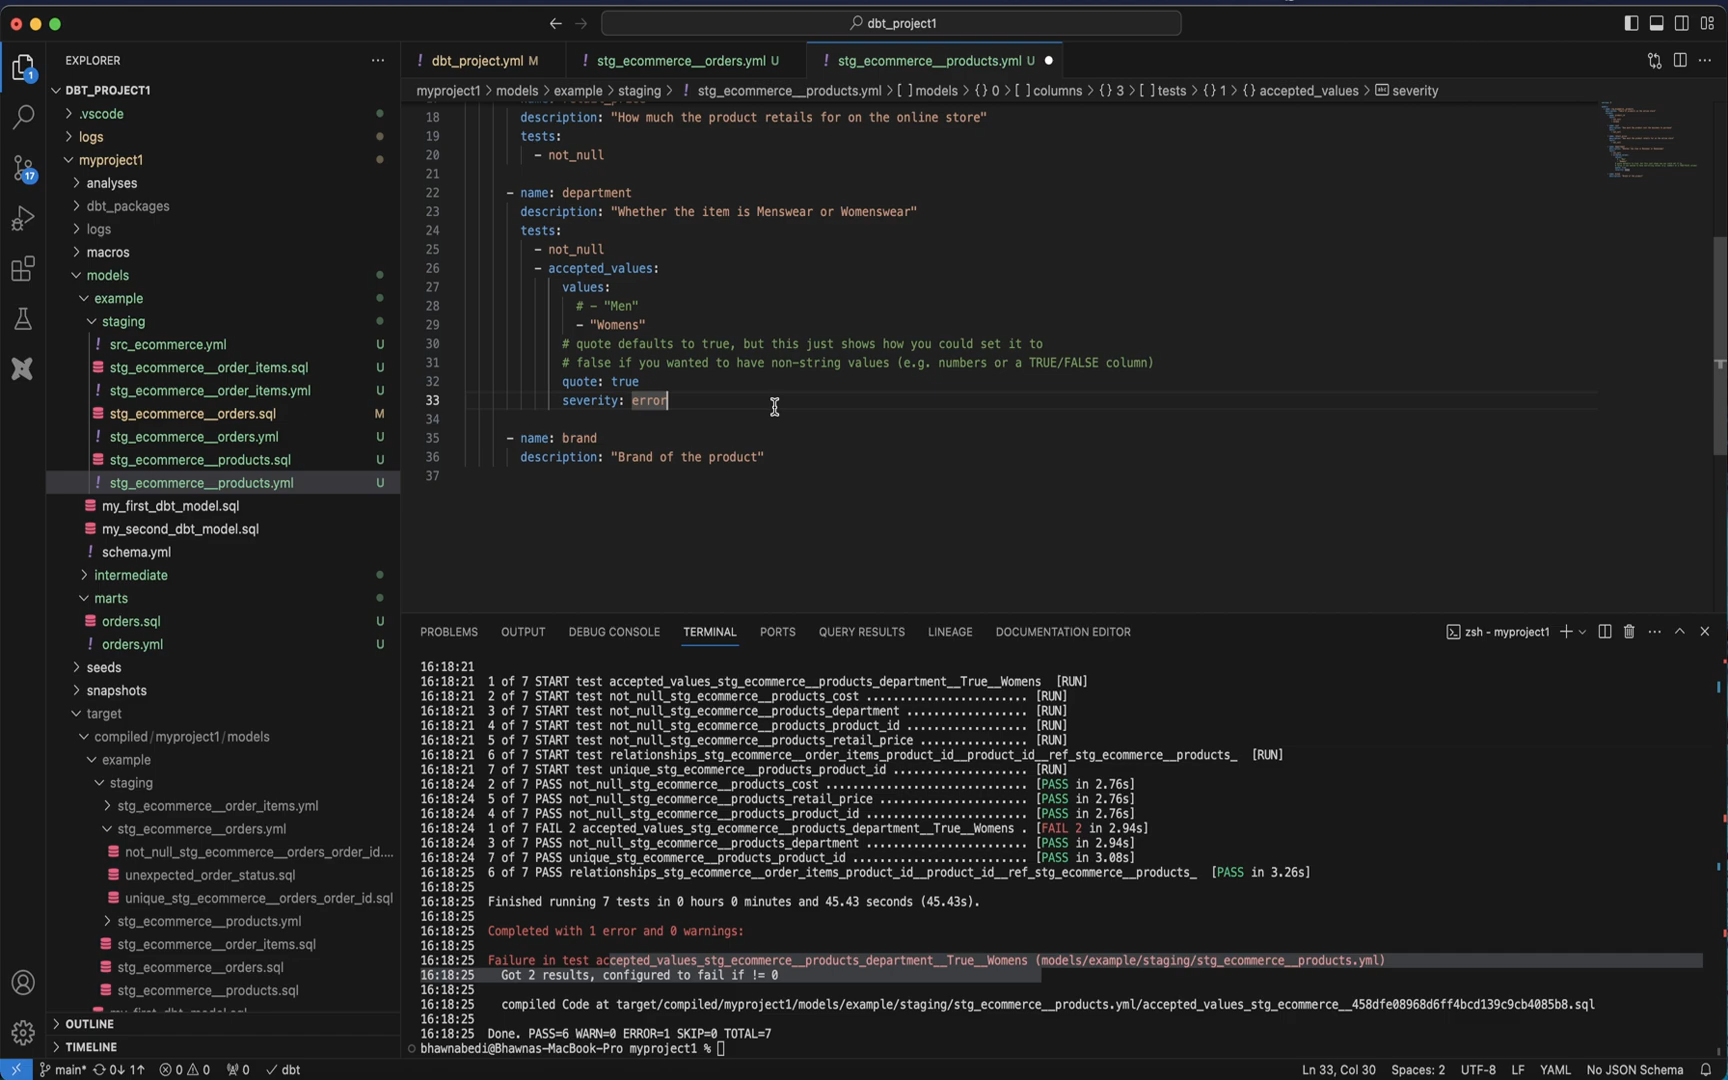 dbt_project1
EXPLORER
DBT_PROJECT1
.vscode
logs
myproject1
analyses
dbt_packages
logs
macros
models
example
staging
src_ecommerce.yml U
stg_ecommerce__order_items.sql U
stg_ecommerce__order_items.yml U
stg_ecommerce__orders.sql M
stg_ecommerce__orders.yml U
stg_ecommerce__products.sql U
stg_ecommerce__products.yml U
my_first_dbt_model.sql
my_second_dbt_model.sql
schema.yml
intermediate
marts
orders.sql U
orders.yml U
seeds
snapshots
target
compiled/myproject1/models
example
staging
stg_ecommerce__order_items.yml
stg_ecommerce__orders.yml
not_null_stg_ecommerce__orders_order_id....
unexpected_order_status.sql
unique_stg_ecommerce__orders_order_id.sql
stg_ecommerce__products.yml
stg_ecommerce__order_items.sql
stg_ecommerce__orders.sql
stg_ecommerce__products.sql
OUTLINE
TIMELINE
1
17
! dbt_project.yml M
! stg_ecommerce__orders.yml U
! stg_ecommerce__products.yml U
myproject1 > models > example > staging > ! stg_ecommerce__products.yml > [ ] models > {} 0 > [ ] columns > {} 3 > [ ] tests > {} 1 > {} accepted_values > severity
18 description: "How much the product retails for on the online store"
19 tests:
20 - not_null
21
22 - name: department
23 description: "Whether the item is Menswear or Womenswear"
24 tests:
25 - not_null
26 - accepted_values:
27 values:
28 # - "Men"
29 - "Womens"
30 # quote defaults to true, but this just shows how you could set it to
31 # false if you wanted to have non-string values (e.g. numbers or a TRUE/FALSE column)
32 quote: true
33 severity: error
34
35 - name: brand
36 description: "Brand of the product"
37
PROBLEMS OUTPUT DEBUG CONSOLE TERMINAL PORTS QUERY RESULTS LINEAGE DOCUMENTATION EDITOR
zsh - myproject1
16:18:21
16:18:21 1 of 7 START test accepted_values_stg_ecommerce__products_department__True__Womens [RUN]
16:18:21 2 of 7 START test not_null_stg_ecommerce__products_cost ........................ [RUN]
16:18:21 3 of 7 START test not_null_stg_ecommerce__products_department .................. [RUN]
16:18:21 4 of 7 START test not_null_stg_ecommerce__products_product_id .................. [RUN]
16:18:21 5 of 7 START test not_null_stg_ecommerce__products_retail_price ................ [RUN]
16:18:21 6 of 7 START test relationships_stg_ecommerce__order_items_product_id__product_id__ref_stg_ecommerce__products_ [RUN]
16:18:21 7 of 7 START test unique_stg_ecommerce__products_product_id .................... [RUN]
16:18:24 2 of 7 PASS not_null_stg_ecommerce__products_cost .............................. [PASS in 2.76s]
16:18:24 5 of 7 PASS not_null_stg_ecommerce__products_retail_price ...................... [PASS in 2.76s]
16:18:24 4 of 7 PASS not_null_stg_ecommerce__products_product_id ........................ [PASS in 2.76s]
16:18:24 1 of 7 FAIL 2 accepted_values_stg_ecommerce__products_department__True__Womens . [FAIL 2 in 2.94s]
16:18:24 3 of 7 PASS not_null_stg_ecommerce__products_department ........................ [PASS in 2.94s]
16:18:24 7 of 7 PASS unique_stg_ecommerce__products_product_id .......................... [PASS in 3.08s]
16:18:25 6 of 7 PASS relationships_stg_ecommerce__order_items_product_id__product_id__ref_stg_ecommerce__products_ [PASS in 3.26s]
16:18:25
16:18:25 Finished running 7 tests in 0 hours 0 minutes and 45.43 seconds (45.43s).
16:18:25
16:18:25 Completed with 1 error and 0 warnings:
16:18:25
16:18:25 Failure in test accepted_values_stg_ecommerce__products_department__True__Womens (models/example/staging/stg_ecommerce__products.yml)
16:18:25 Got 2 results, configured to fail if != 0
16:18:25
16:18:25 compiled Code at target/compiled/myproject1/models/example/staging/stg_ecommerce__products.yml/accepted_values_stg_ecommerce__458dfe08968d6ff4bcd139c9cb4085b8.sql
16:18:25
16:18:25 Done. PASS=6 WARN=0 ERROR=1 SKIP=0 TOTAL=7
bhawnabedi@Bhawnas-MacBook-Pro myproject1 %
main* 0↓ 1↑ 0 0 0 dbt
Ln 33, Col 30 Spaces: 2 UTF-8 LF YAML No JSON Schema